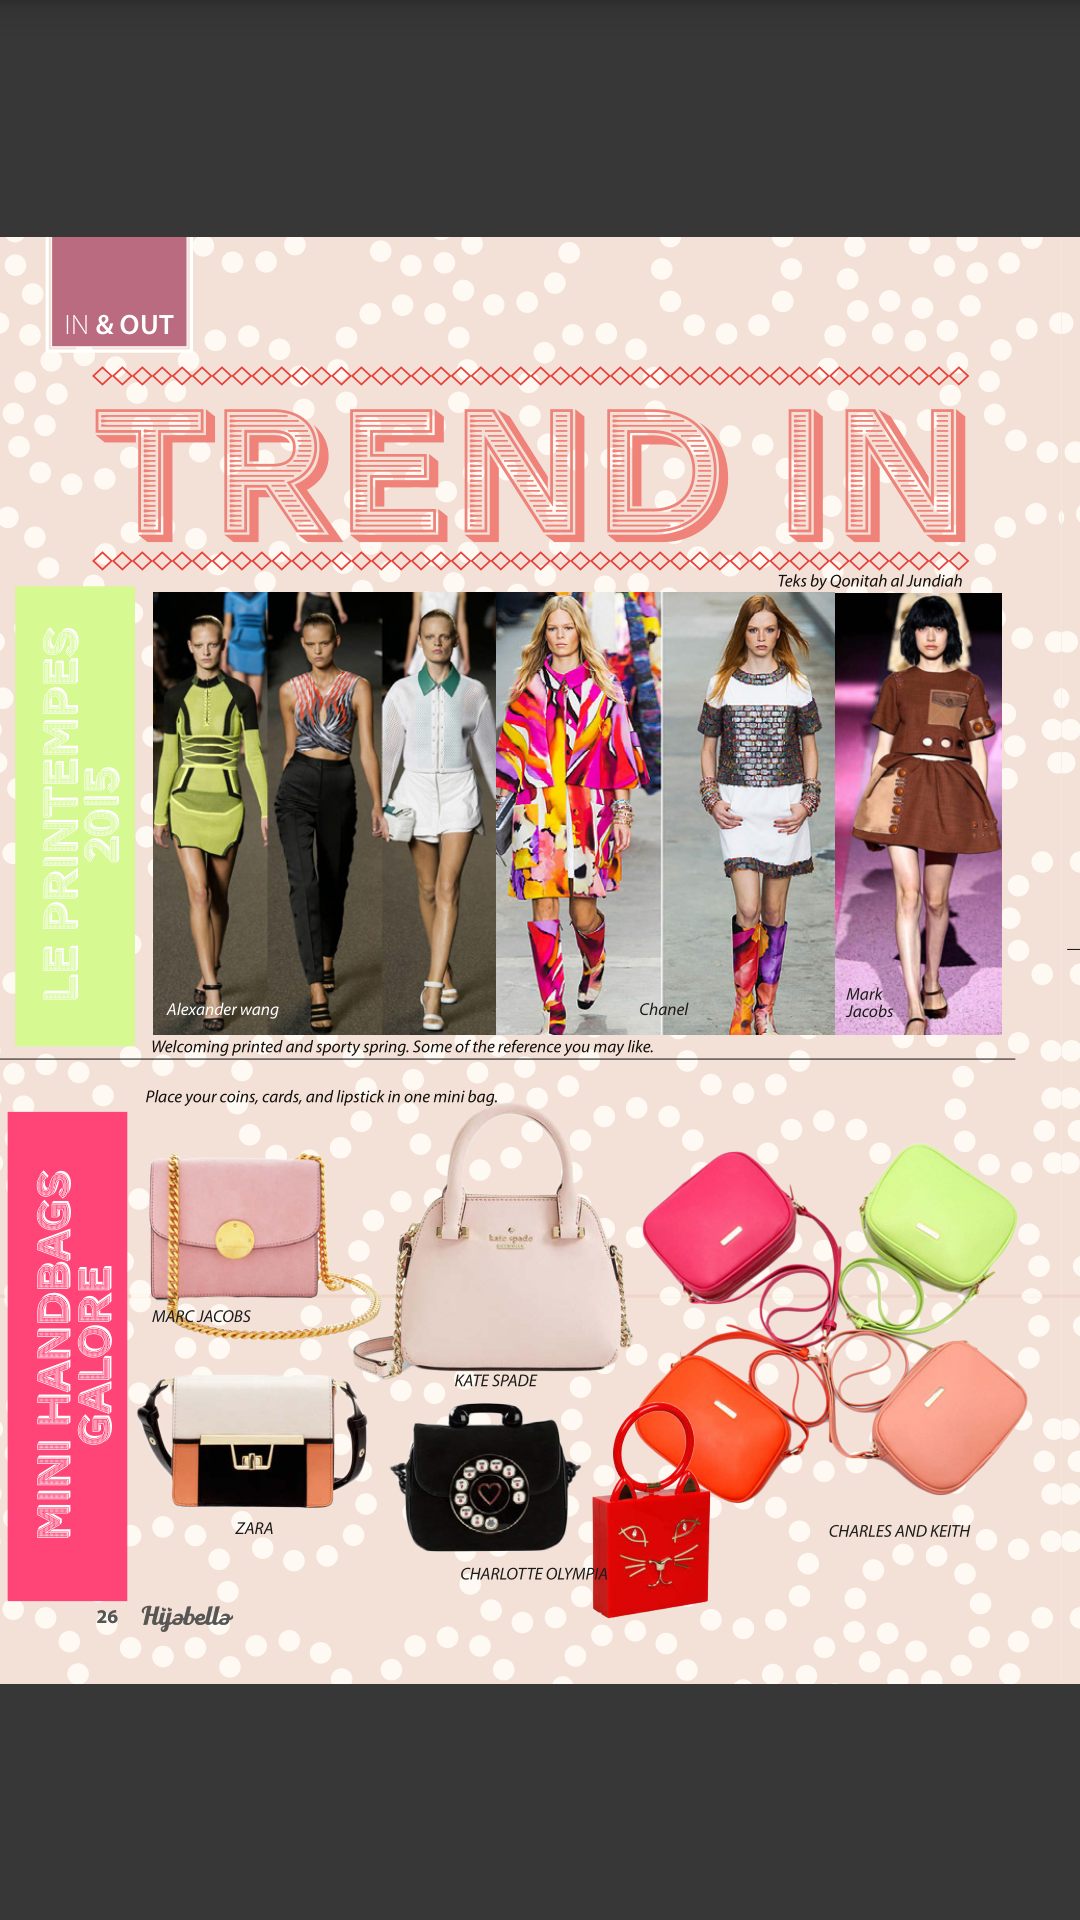 IN & OUT
TREND IN
Teks by Qonitah al Jundiah
LE PRINTEMPES
2015
Alexander wang
Chanel
Mark
Jacobs
Welcoming printed and sporty spring. Some of the reference you may like.
Place your coins, cards, and lipstick in one mini bag.
MINI HANDBAGS
GALORE
MARC JACOBS
kate spade
KATE SPADE
ZARA
CHARLOTTE OLYMPIA
CHARLES AND KEITH
26
Hijabella